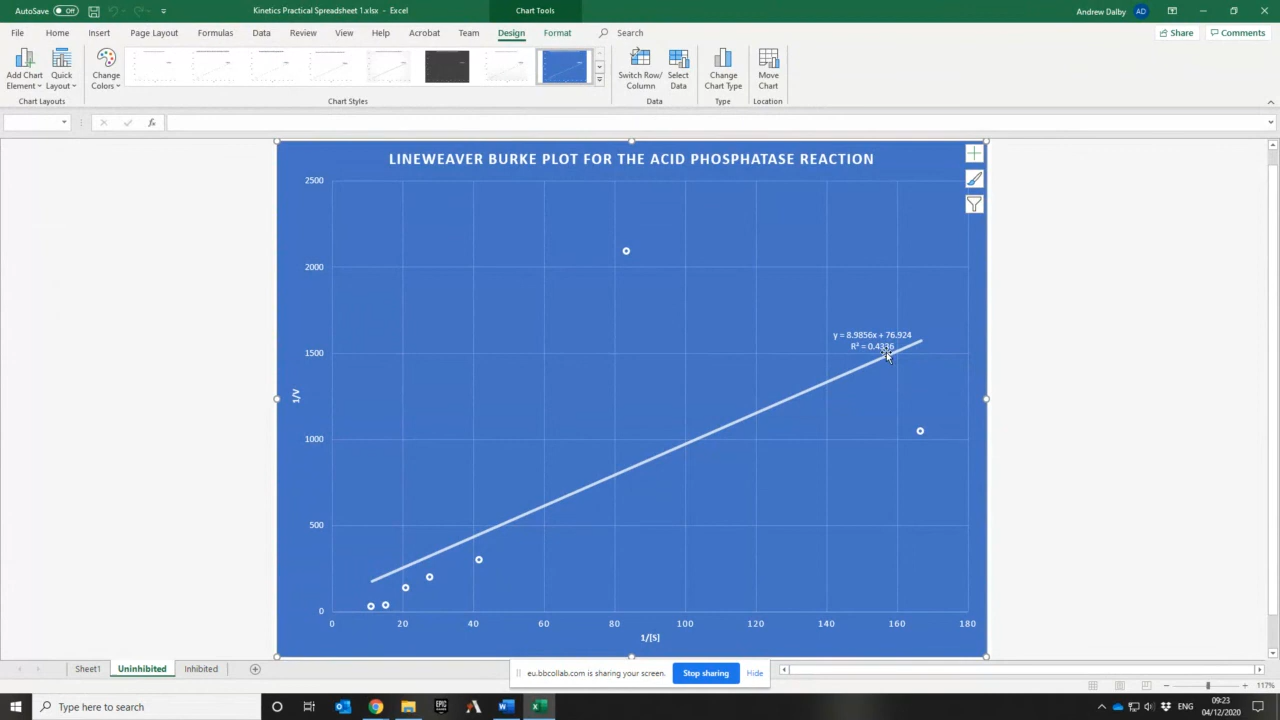 AutoSave Off
Kinetics Practical Spreadsheet 1.xlsx - Excel
Chart Tools
Andrew Dalby AD
File Home Insert Page Layout Formulas Data Review View Help Acrobat Team Design Format Search
Share Comments
Add Chart Element
Quick Layout
Change Colors
Switch Row/ Column
Select Data
Change Chart Type
Move Chart
Chart Layouts
Chart Styles
Data
Type
Location
fx
LINEWEAVER BURKE PLOT FOR THE ACID PHOSPHATASE REACTION
2500
2000
y = 8.9856x + 76.924
1500
1/V
1000
500
0
0 20 40 60 80 100 120 140 160 180
1/[S]
Sheet1 Uninhibited Inhibited
eu.bbcollab.com is sharing your screen. Stop sharing Hide
117%
Type here to search
EPIC
ENG
09:23
04/12/2020